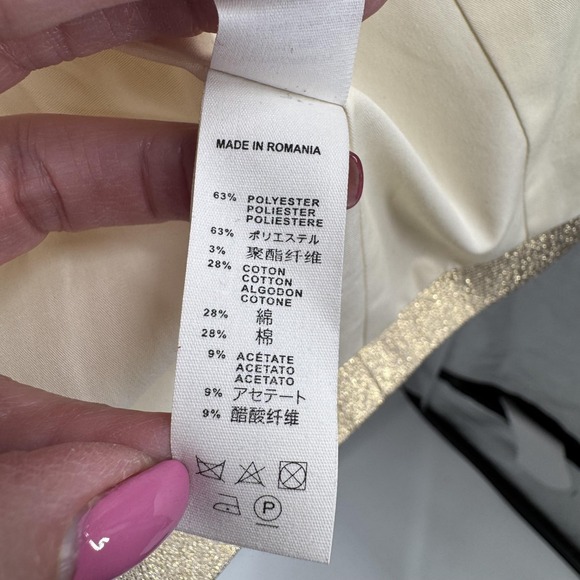 MADE IN ROMANIA
63% POLYESTER
POLIESTER
POLIESTERE
63% ポリエステル
3% 聚酯纤维
28% COTON
COTTON
ALGODON
COTONE
28% 綿
28% 棉
9% ACÉTATE
ACETATO
ACETATO
9% アセテート
9% 醋酸纤维
P